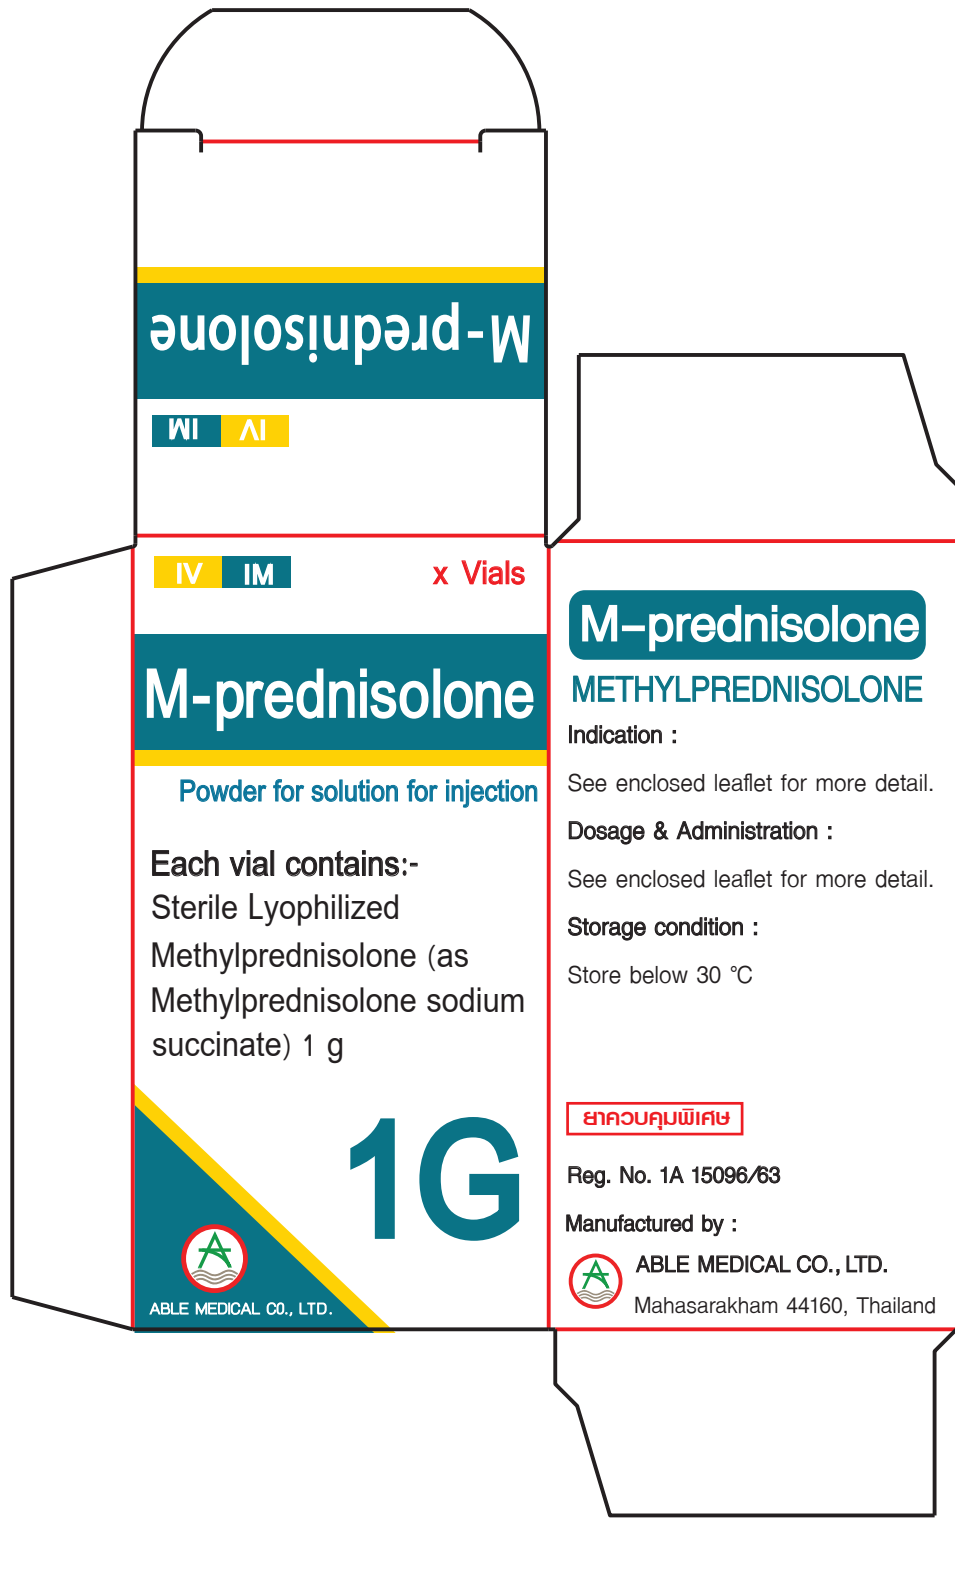 M-prednisolone
IM IV
IV IM
x Vials
M-prednisolone
Powder for solution for injection
Each vial contains:-
Sterile Lyophilized
Methylprednisolone (as
Methylprednisolone sodium
succinate) 1 g
1G
ABLE MEDICAL CO., LTD.
M-prednisolone
METHYLPREDNISOLONE
Indication :
See enclosed leaflet for more detail.
Dosage & Administration :
See enclosed leaflet for more detail.
Storage condition :
Store below 30 °C
ยาควบคุมพิเศษ
Reg. No. 1A 15096/63
Manufactured by :
ABLE MEDICAL CO., LTD.
Mahasarakham 44160, Thailand